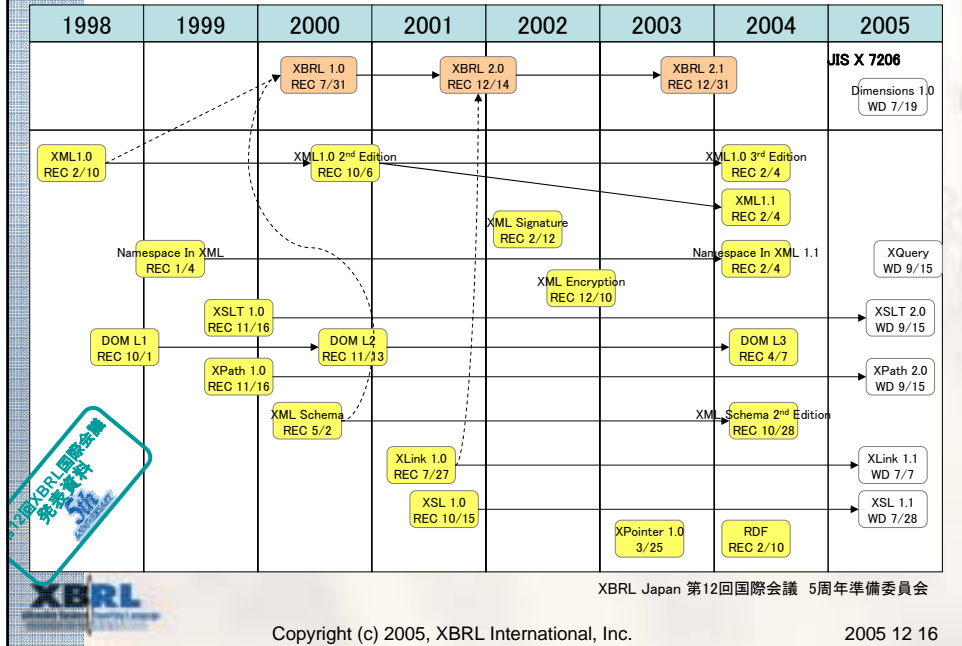 1998 1999 2000 2001 2002 2003 2004 2005
JIS X 7206
XBRL 1.0
REC 7/31
XBRL 2.0
REC 12/14
XBRL 2.1
REC 12/31
Dimensions 1.0
WD 7/19
XML1.0
REC 2/10
XML1.0 2nd Edition
REC 10/6
XML1.0 3rd Edition
REC 2/4
XML1.1
REC 2/4
XML Signature
REC 2/12
Namespace In XML
REC 1/4
Namespace In XML 1.1
REC 2/4
XQuery
WD 9/15
XML Encryption
REC 12/10
XSLT 1.0
REC 11/16
XSLT 2.0
WD 9/15
DOM L1
REC 10/1
DOM L2
REC 11/13
DOM L3
REC 4/7
XPath 1.0
REC 11/16
XPath 2.0
WD 9/15
XML Schema
REC 5/2
XML Schema 2nd Edition
REC 10/28
XLink 1.0
REC 7/27
XLink 1.1
WD 7/7
XSL 1.0
REC 10/15
XSL 1.1
WD 7/28
XPointer 1.0
3/25
RDF
REC 2/10
12回XBRL国際会議
発表資料
5th
XBRL
XBRL Japan 第12回国際会議 5周年準備委員会
Copyright (c) 2005, XBRL International, Inc.
2005 12 16